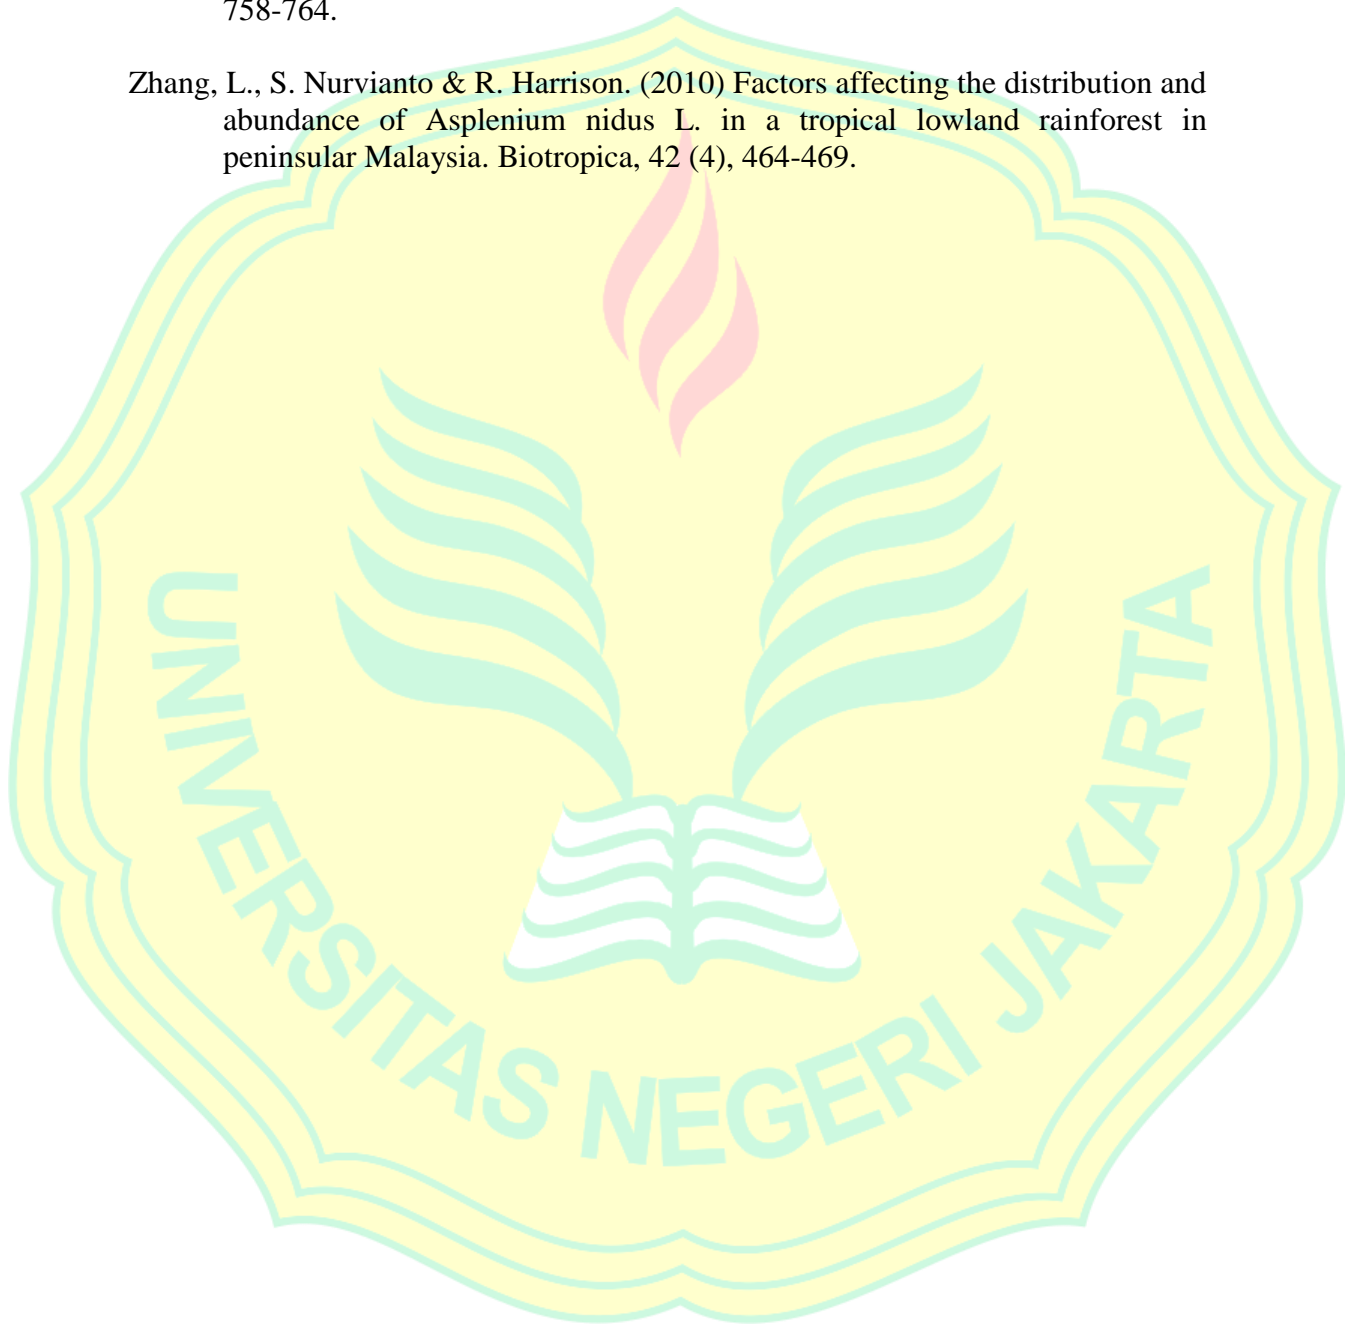 758-764.
Zhang, L., S. Nurvianto & R. Harrison. (2010) Factors affecting the distribution and
abundance of Asplenium nidus L. in a tropical lowland rainforest in
peninsular Malaysia. Biotropica, 42 (4), 464-469.
UNIVERSITAS NEGERI JAKARTA